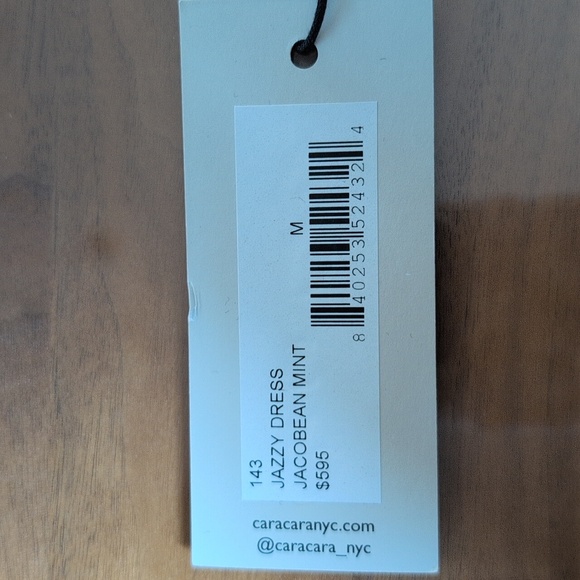 143
JAZZY DRESS
JACOBEAN MINT M
$595
8 40253 52432 4
caracaranyc.com
@caracara_nyc